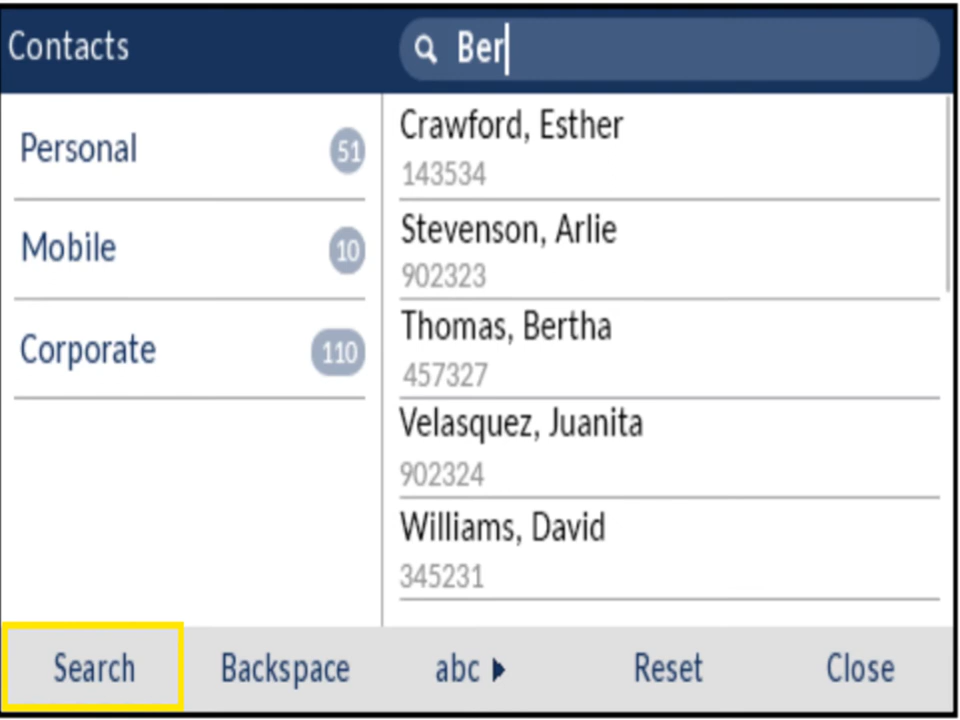 Contacts
Ber
Personal 51
Mobile 10
Corporate 110
Crawford, Esther
143534
Stevenson, Arlie
902323
Thomas, Bertha
457327
Velasquez, Juanita
902324
Williams, David
345231
Search Backspace abc Reset Close